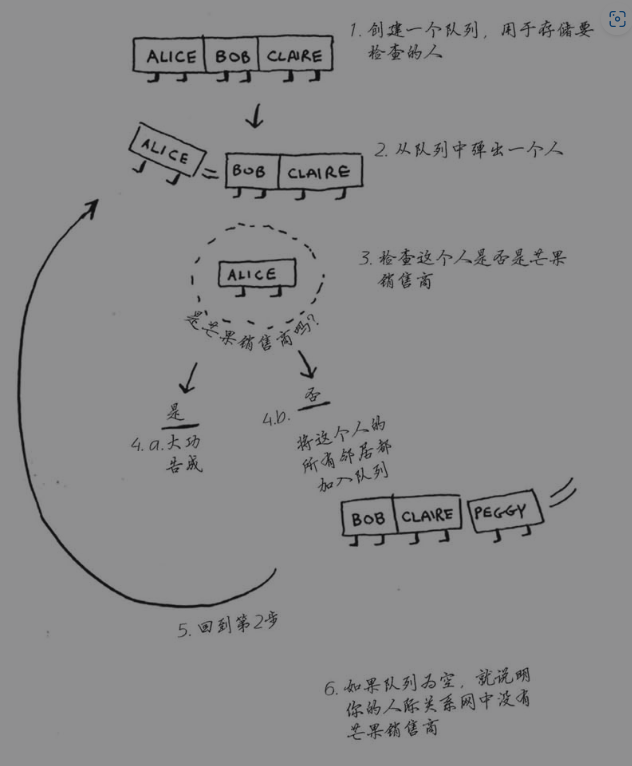 1. 创建一个队列，用于存储要
检查的人
ALICE BOB CLAIRE
2. 从队列中弹出一个人
ALICE
BOB CLAIRE
3. 检查这个人是否是芒果
销售商
ALICE
是芒果销售商吗？
是
4.a. 大功
告成
否
4.b.
将这个人的
所有邻居都
加入队列
BOB CLAIRE PEGGY
5. 回到第2步
6. 如果队列为空，就说明
你的人际关系网中没有
芒果销售商